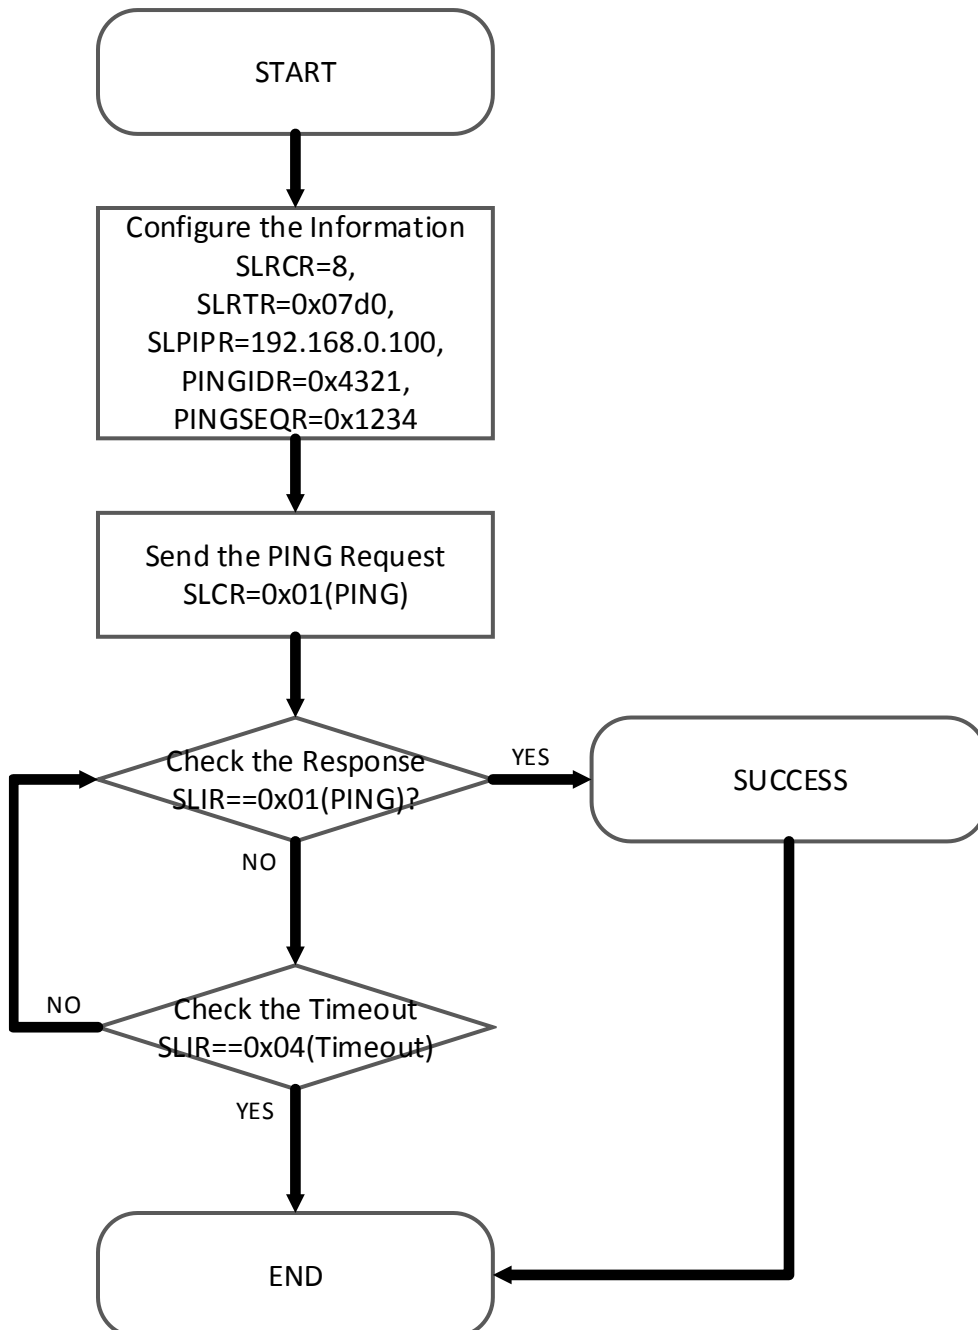 START
Configure the Information
SLRCR=8,
SLRTR=0x07d0,
SLPIPR=192.168.0.100,
PINGIDR=0x4321,
PINGSEQR=0x1234
Send the PING Request
SLCR=0x01(PING)
Check the Response
SLIR==0x01(PING)?
YES
SUCCESS
NO
Check the Timeout
SLIR==0x04(Timeout)
NO
YES
END